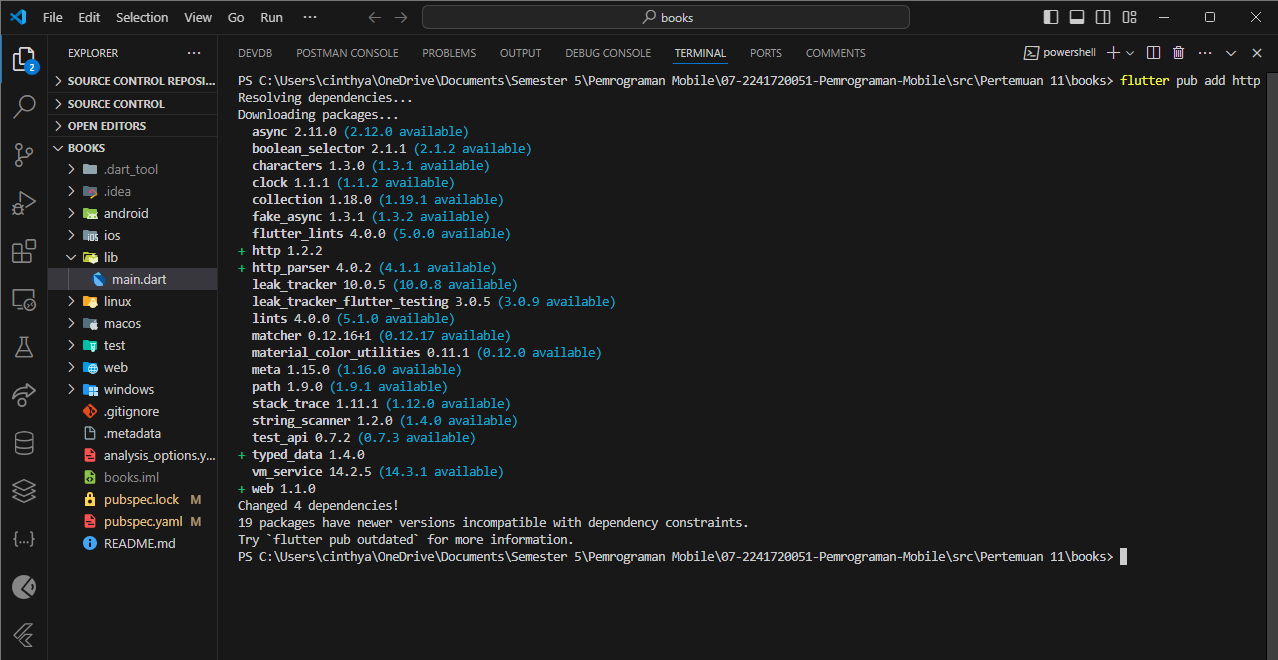 File Edit Selection View Go Run ··· books
EXPLORER ···
2
SOURCE CONTROL REPOSI...
SOURCE CONTROL
OPEN EDITORS
BOOKS
.dart_tool
.idea
android
ios
lib
main.dart
linux
macos
test
web
windows
.gitignore
.metadata
analysis_options.y...
books.iml
pubspec.lock M
pubspec.yaml M
README.md
DEVDB POSTMAN CONSOLE PROBLEMS OUTPUT DEBUG CONSOLE TERMINAL PORTS COMMENTS powershell ···
PS C:\Users\cinthya\OneDrive\Documents\Semester 5\Pemrograman Mobile\07-2241720051-Pemrograman-Mobile\src\Pertemuan 11\books> flutter pub add http
Resolving dependencies...
Downloading packages...
async 2.11.0 (2.12.0 available)
boolean_selector 2.1.1 (2.1.2 available)
characters 1.3.0 (1.3.1 available)
clock 1.1.1 (1.1.2 available)
collection 1.18.0 (1.19.1 available)
fake_async 1.3.1 (1.3.2 available)
flutter_lints 4.0.0 (5.0.0 available)
+ http 1.2.2
+ http_parser 4.0.2 (4.1.1 available)
leak_tracker 10.0.5 (10.0.8 available)
leak_tracker_flutter_testing 3.0.5 (3.0.9 available)
lints 4.0.0 (5.1.0 available)
matcher 0.12.16+1 (0.12.17 available)
material_color_utilities 0.11.1 (0.12.0 available)
meta 1.15.0 (1.16.0 available)
path 1.9.0 (1.9.1 available)
stack_trace 1.11.1 (1.12.0 available)
string_scanner 1.2.0 (1.4.0 available)
test_api 0.7.2 (0.7.3 available)
+ typed_data 1.4.0
vm_service 14.2.5 (14.3.1 available)
+ web 1.1.0
Changed 4 dependencies!
19 packages have newer versions incompatible with dependency constraints.
Try `flutter pub outdated` for more information.
PS C:\Users\cinthya\OneDrive\Documents\Semester 5\Pemrograman Mobile\07-2241720051-Pemrograman-Mobile\src\Pertemuan 11\books>